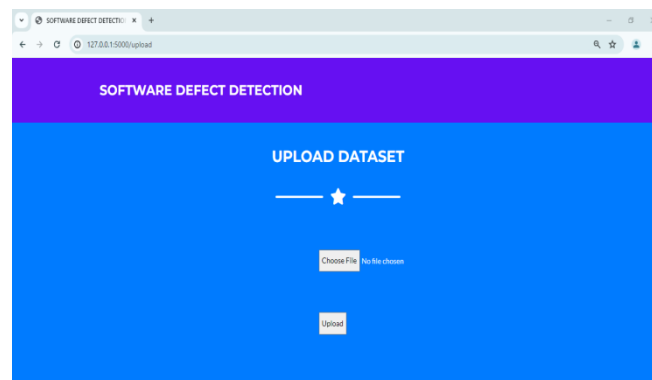 SOFTWARE DEFECT DETECTIO
127.0.0.1:5000/upload
SOFTWARE DEFECT DETECTION
UPLOAD DATASET
Choose File No file chosen
Upload